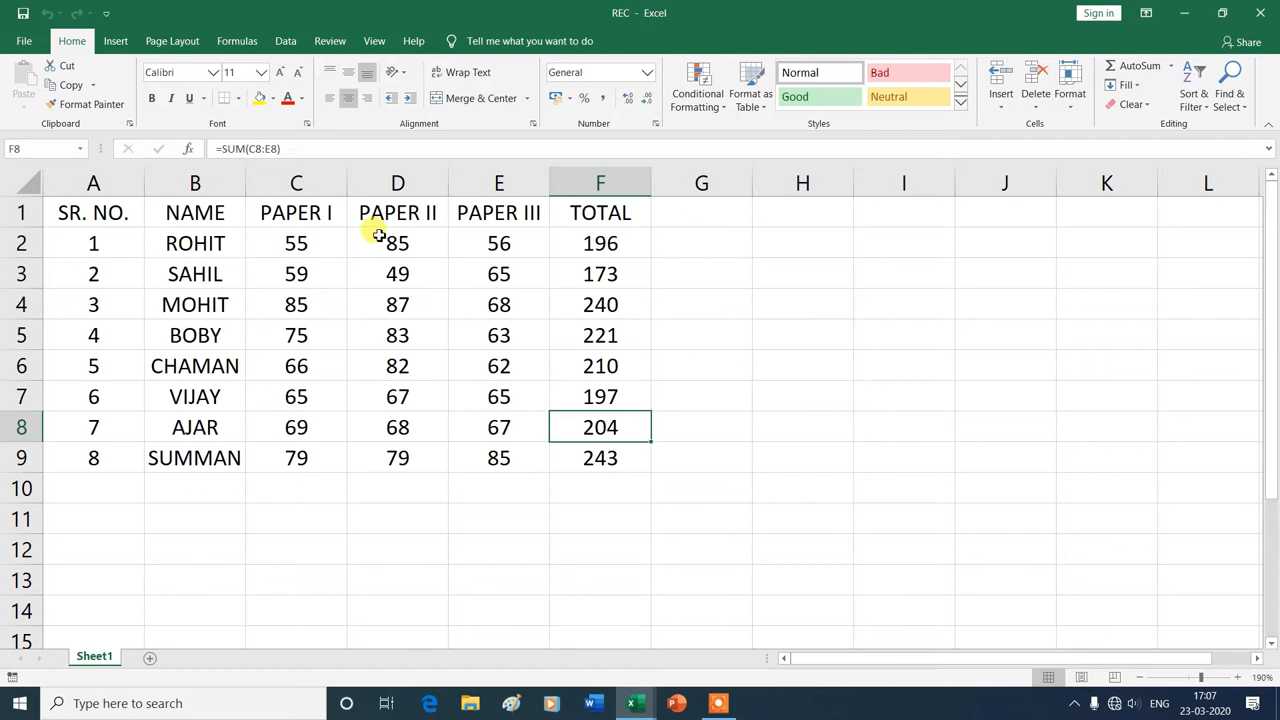 REC - Excel
Sign in
File Home Insert Page Layout Formulas Data Review View Help Tell me what you want to do Share
Paste Cut Copy Format Painter Clipboard
Calibri 11 B I U A A A Font
Wrap Text Merge & Center Alignment
General % , Number
Conditional Formatting Format as Table Normal Bad Good Neutral Styles
Insert Delete Format Cells
AutoSum Fill Clear Sort & Filter Find & Select Editing
F8 fx =SUM(C8:E8)
A B C D E F G H I J K L
1 SR. NO. NAME PAPER I PAPER II PAPER III TOTAL
2 1 ROHIT 55 85 56 196
3 2 SAHIL 59 49 65 173
4 3 MOHIT 85 87 68 240
5 4 BOBY 75 83 63 221
6 5 CHAMAN 66 82 62 210
7 6 VIJAY 65 67 65 197
8 7 AJAR 69 68 67 204
9 8 SUMMAN 79 79 85 243
10
11
12
13
14
15
Sheet1
190%
Type here to search
ENG
17:07
23-03-2020